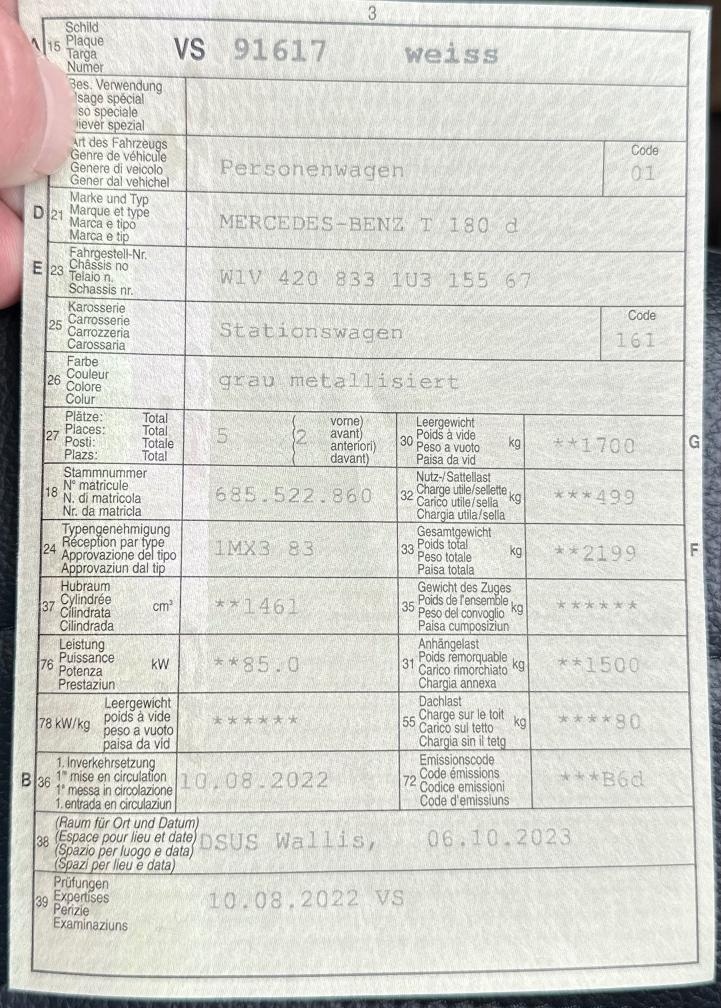 3
A 15 Schild
Plaque
Targa
Numer
VS 91617 weiss
Bes. Verwendung
Usage spécial
Uso speciale
Diever spezial
Art des Fahrzeugs
Genre de véhicule
Genere di veicolo
Gener dal vehichel
Personenwagen
Code
01
D 21 Marke und Typ
Marque et type
Marca e tipo
Marca e tip
MERCEDES-BENZ T 180 d
E 23 Fahrgestell-Nr.
Châssis no
Telaio n.
Schassis nr.
W1V 420 833 1U3 155 67
25 Karosserie
Carrosserie
Carrozzeria
Carossaria
Stationswagen
Code
161
26 Farbe
Couleur
Colore
Colur
grau metallisiert
27 Plätze: Total
Places: Total
Posti: Totale
Plazs: Total
5 (2 vorne)
avant)
anteriori)
davant)
30 Leergewicht
Poids à vide
Peso a vuoto
Paisa da vid
kg **1700
G
18 Stammnummer
N° matricule
N. di matricola
Nr. da matricla
685.522.860
32 Nutz-/Sattellast
Charge utile/sellette
Carico utile/sella
Chargia utila/sella
kg ***499
24 Typengenehmigung
Réception par type
Approvazione del tipo
Approvaziun dal tip
1MX3 83
33 Gesamtgewicht
Poids total
Peso totale
Paisa totala
kg **2199
F
37 Hubraum
Cylindrée
Cilindrata
Cilindrada
cm³ **1461
35 Gewicht des Zuges
Poids de l'ensemble
Peso del convoglio
Paisa cumposiziun
kg ******
76 Leistung
Puissance
Potenza
Prestaziun
kW **85.0
31 Anhängelast
Poids remorquable
Carico rimorchiato
Chargia annexa
kg **1500
78 kW/kg Leergewicht
poids à vide
peso a vuoto
paisa da vid
******
55 Dachlast
Charge sur le toit
Carico sul tetto
Chargia sin il tetg
kg ****80
B 36 1. Inverkehrsetzung
1re mise en circulation
1a messa in circolazione
1. entrada en circulaziun
10.08.2022
72 Emissionscode
Code émissions
Codice emissioni
Code d'emissiuns
***B6d
38 (Raum für Ort und Datum)
(Espace pour lieu et date)
(Spazio per luogo e data)
(Spazi per lieu e data)
DSUS Wallis, 06.10.2023
39 Prüfungen
Expertises
Perizie
Examinaziuns
10.08.2022 VS